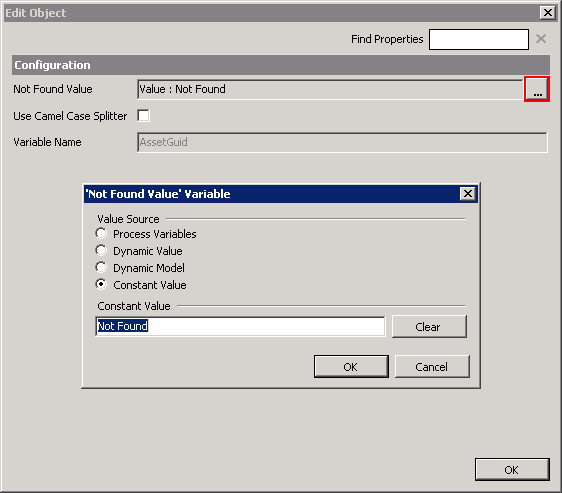 Edit Object
Find Properties
Configuration
Not Found Value Value : Not Found ...
Use Camel Case Splitter
Variable Name AssetGuid
'Not Found Value' Variable
Value Source
Process Variables
Dynamic Value
Dynamic Model
Constant Value
Constant Value
Not Found Clear
OK Cancel
OK